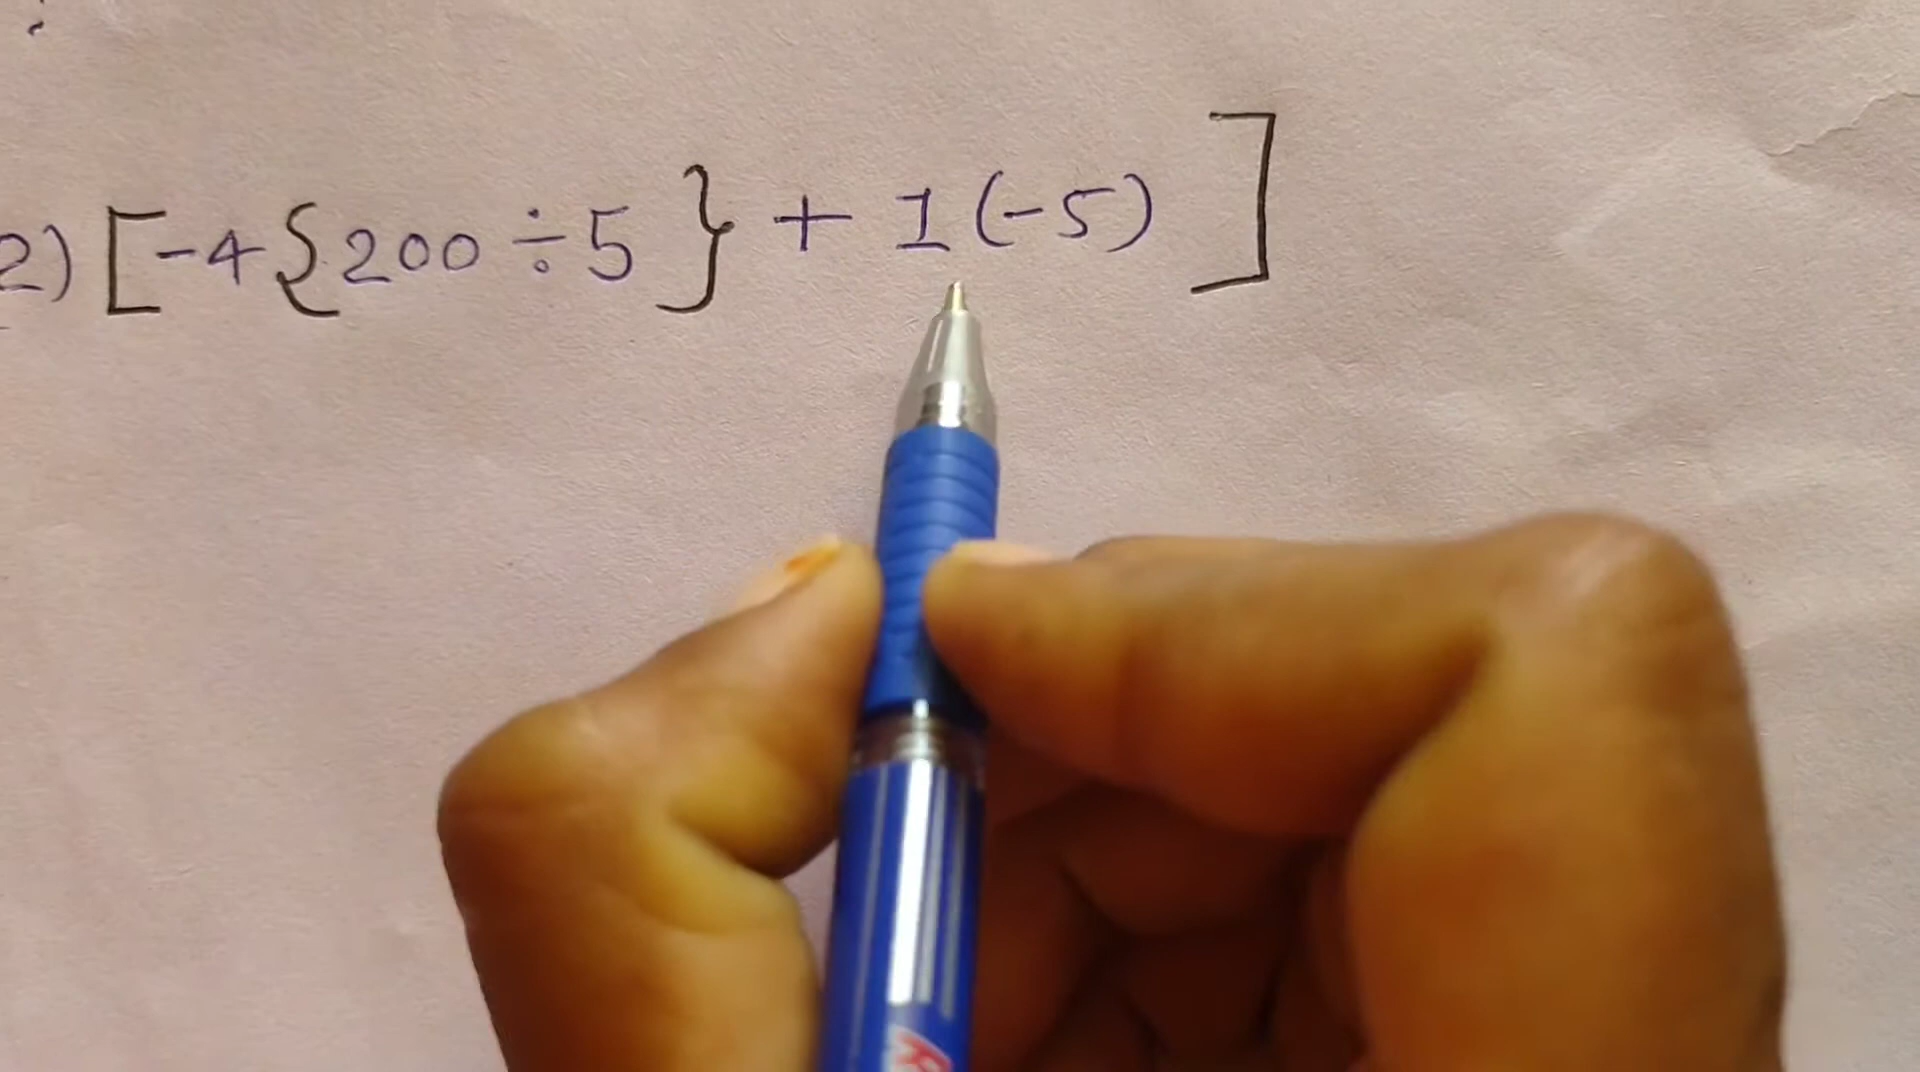 2) [-4{200 ÷ 5} + 1(-5)]